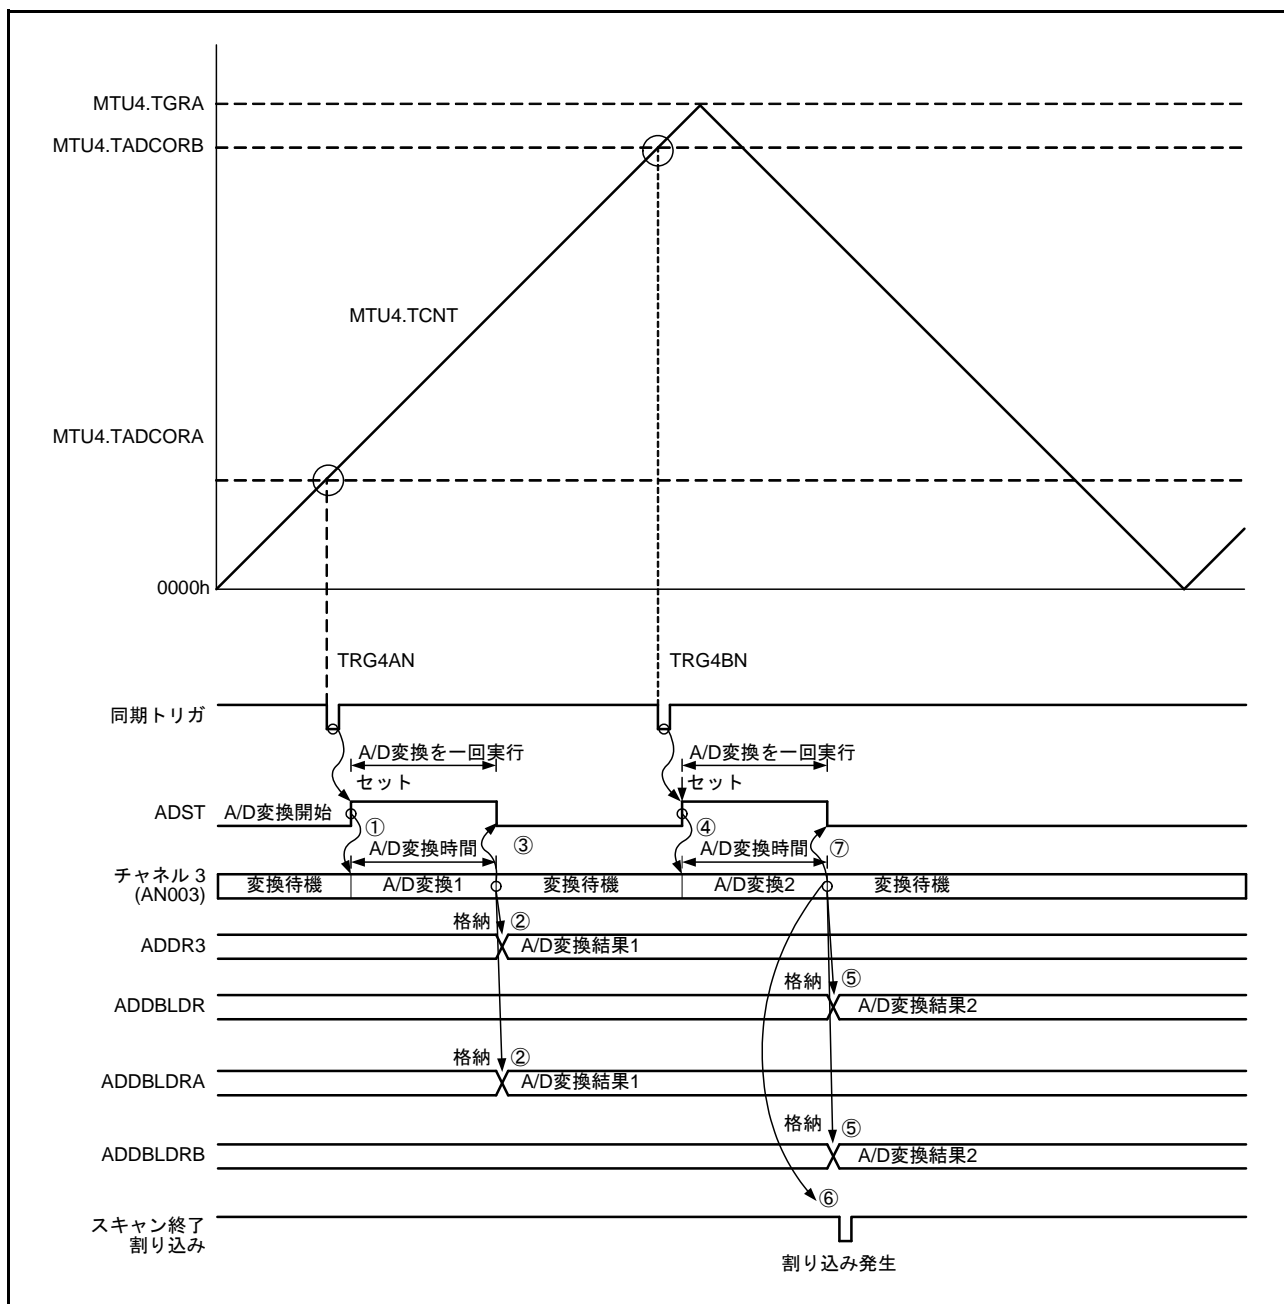 MTU4.TGRA
MTU4.TADCORB
MTU4.TCNT
MTU4.TADCORA
0000h
TRG4AN
TRG4BN
同期トリガ
A/D変換を一回実行
A/D変換を一回実行
セット
セット
ADST
A/D変換開始
①
④
A/D変換時間
③
A/D変換時間
⑦
チャネル3
(AN003)
変換待機
A/D変換1
変換待機
A/D変換2
変換待機
格納
②
ADDR3
A/D変換結果1
格納
⑤
ADDBLDR
A/D変換結果2
格納
②
ADDBLDRA
A/D変換結果1
格納
⑤
ADDBLDRB
A/D変換結果2
⑥
スキャン終了
割り込み
割り込み発生